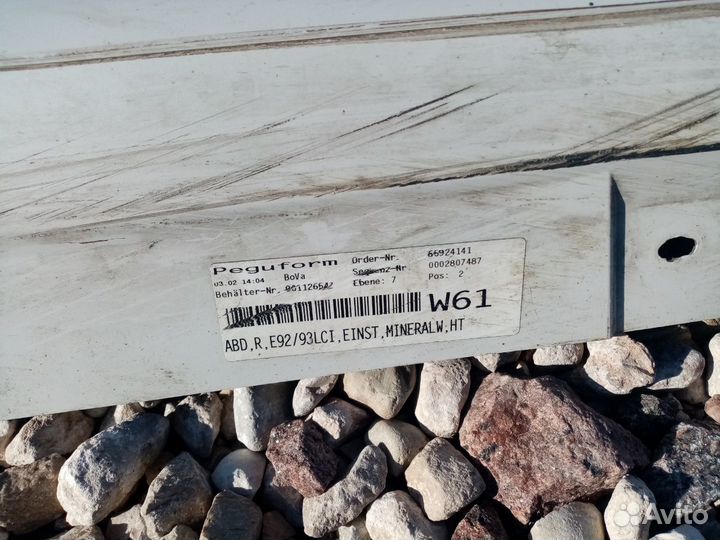 Peguform Order-Nr. 66924141
03.02 14:04 BoVa Sequenz-Nr 0002807487
Behälter-Nr. Ebene: 7 Pos: 2
W61
ABD,R,E92/93LCI,EINST,MINERALW,HT
Avito